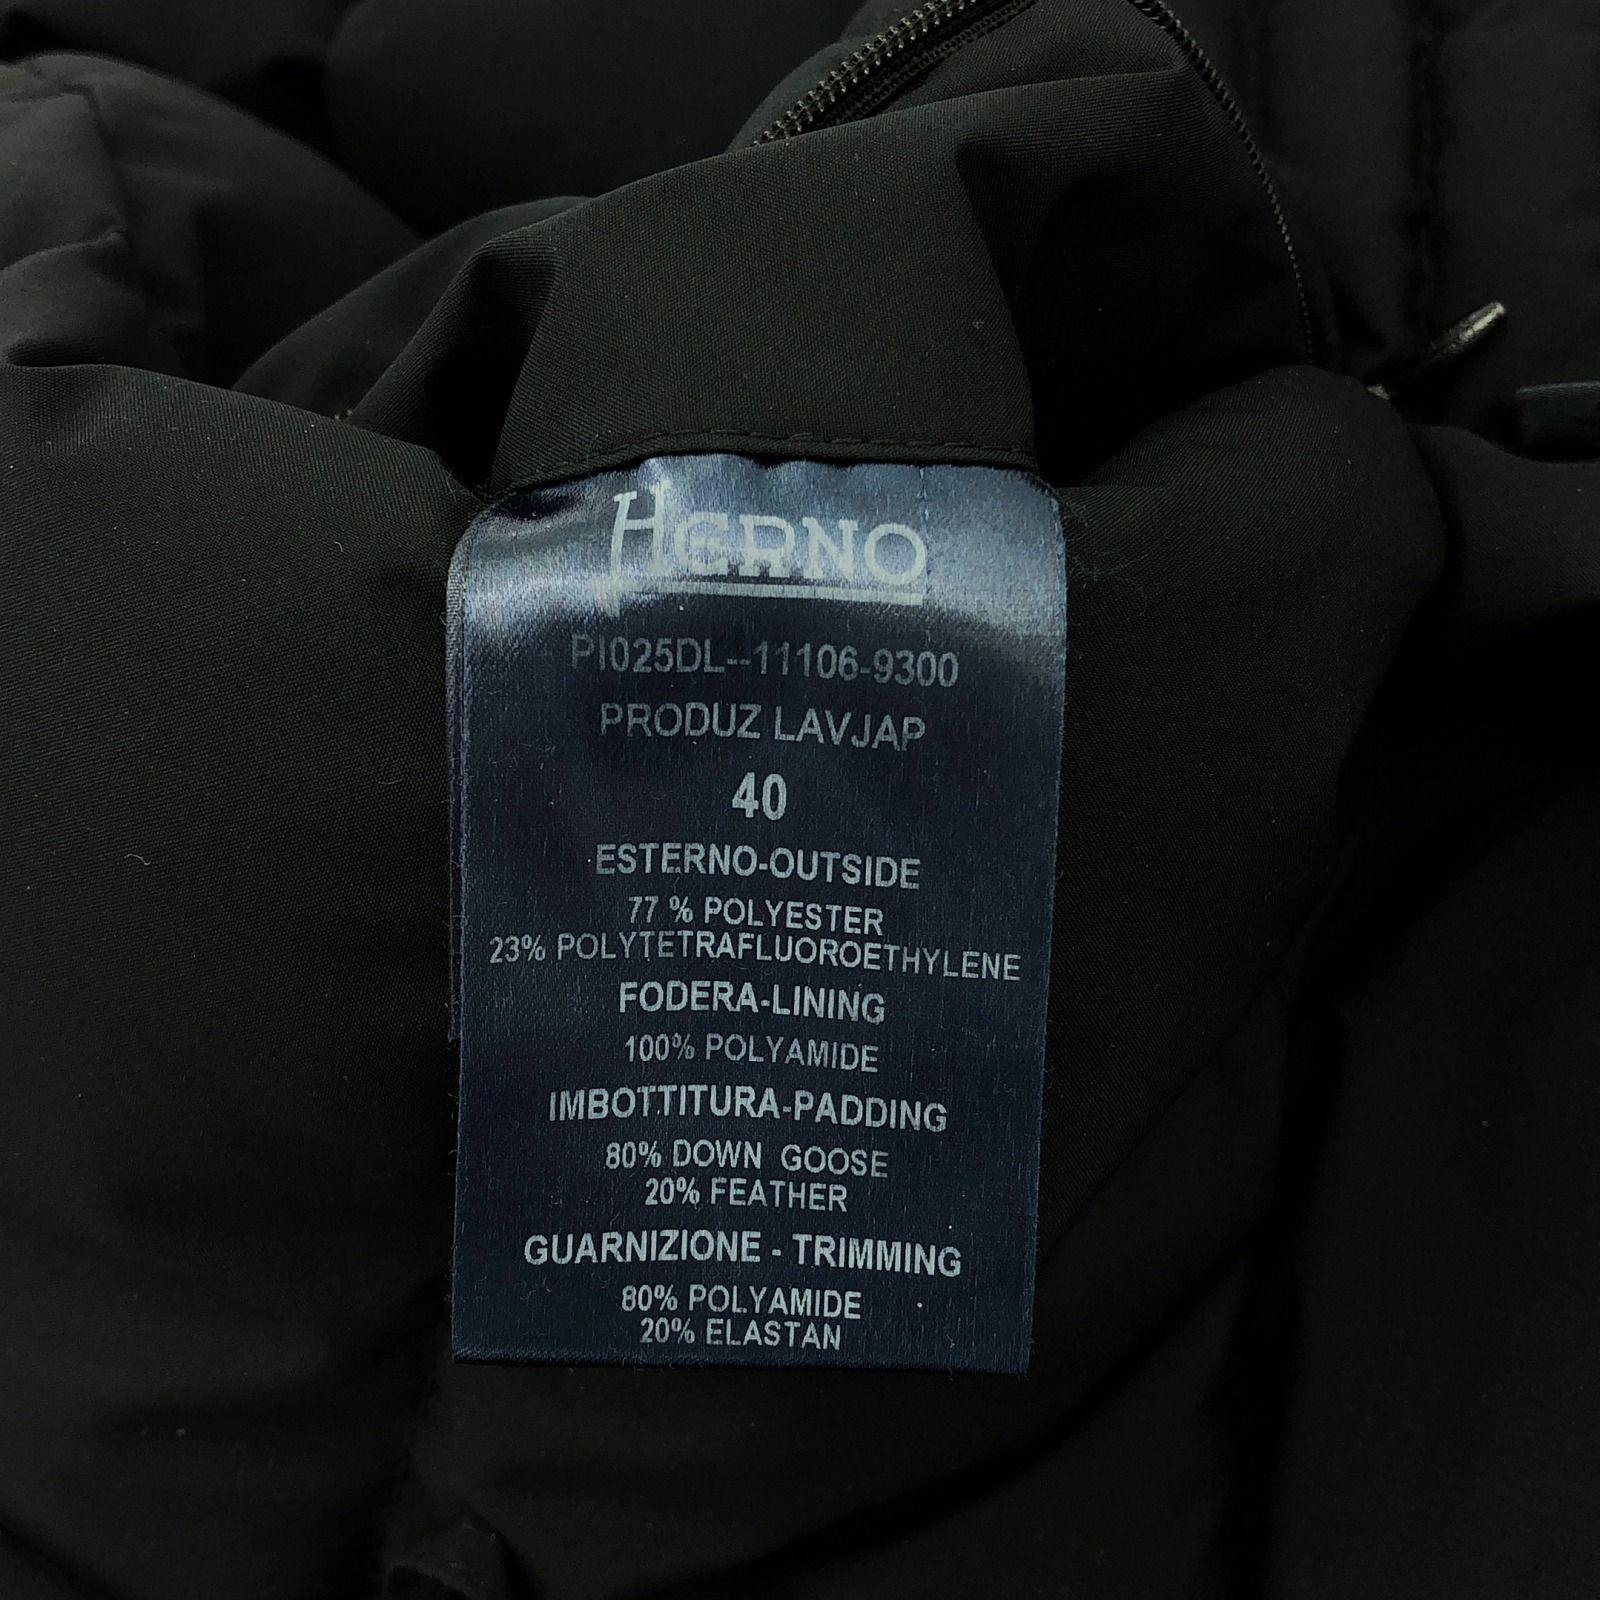 HERNO
PI025DL--11106-9300
PRODUZ LAVJAP
40
ESTERNO-OUTSIDE
77 % POLYESTER
23% POLYTETRAFLUOROETHYLENE
FODERA-LINING
100% POLYAMIDE
IMBOTTITURA-PADDING
80% DOWN GOOSE
20% FEATHER
GUARNIZIONE - TRIMMING
80% POLYAMIDE
20% ELASTAN